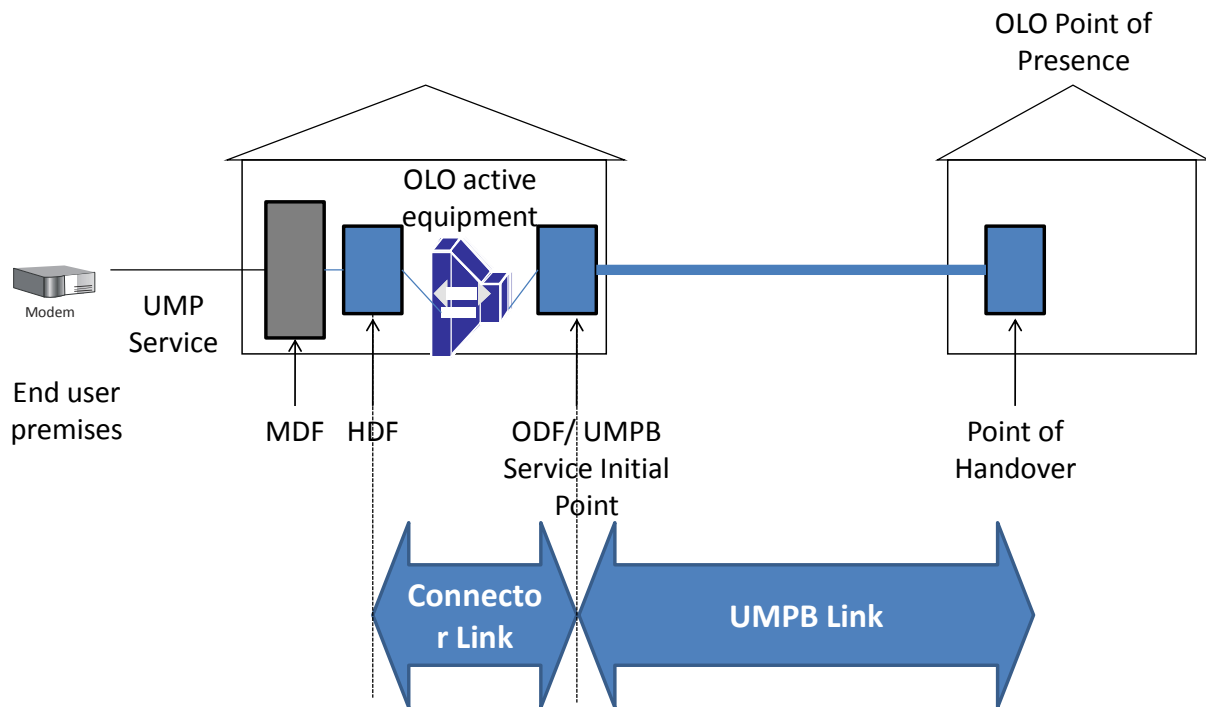 OLO Point of
Presence
OLO active
equipment
Modem
UMP
Service
End user
premises
MDF
HDF
ODF/ UMPB
Service Initial
Point
Point of
Handover
Connecto
r Link
UMPB Link